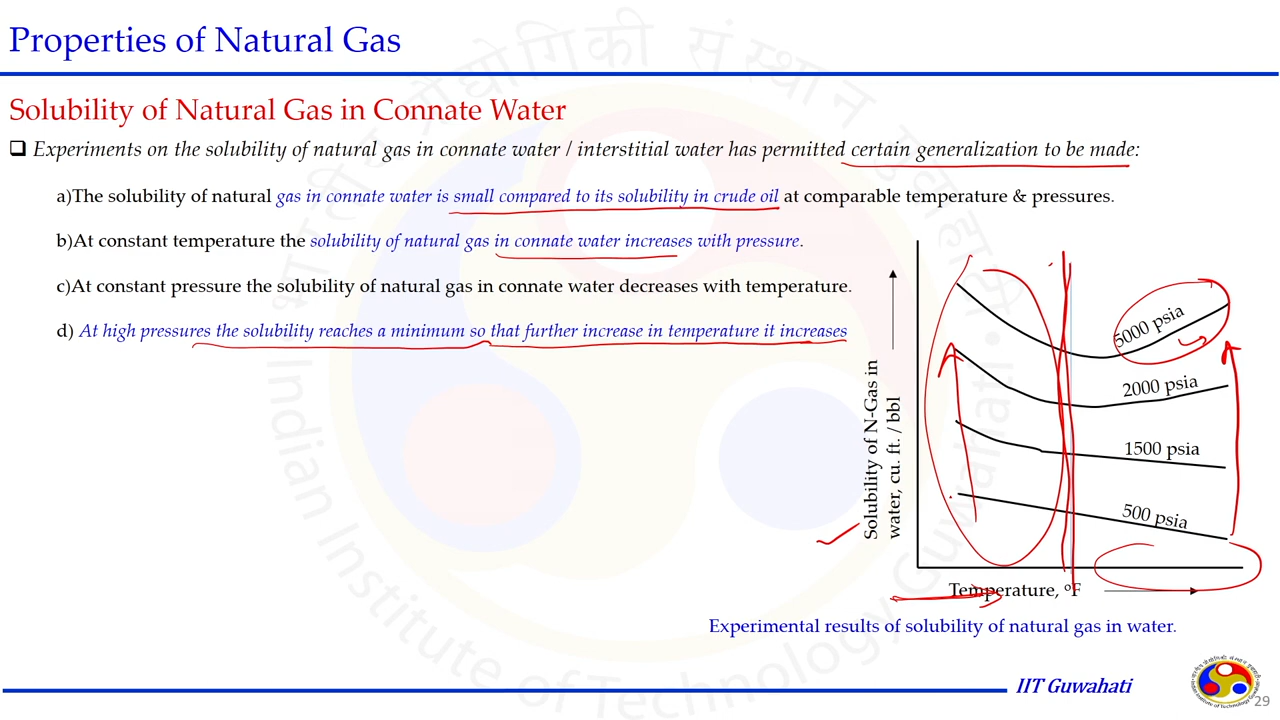 Properties of Natural Gas
Solubility of Natural Gas in Connate Water
❑ Experiments on the solubility of natural gas in connate water / interstitial water has permitted certain generalization to be made:
a)The solubility of natural gas in connate water is small compared to its solubility in crude oil at comparable temperature & pressures.
b)At constant temperature the solubility of natural gas in connate water increases with pressure.
c)At constant pressure the solubility of natural gas in connate water decreases with temperature.
d) At high pressures the solubility reaches a minimum so that further increase in temperature it increases
Solubility of N-Gas in
water, cu. ft. / bbl
5000 psia
2000 psia
1500 psia
500 psia
Temperature, ᵒF
Experimental results of solubility of natural gas in water.
Indian Institute of Technology Guwahati
IIT Guwahati
29